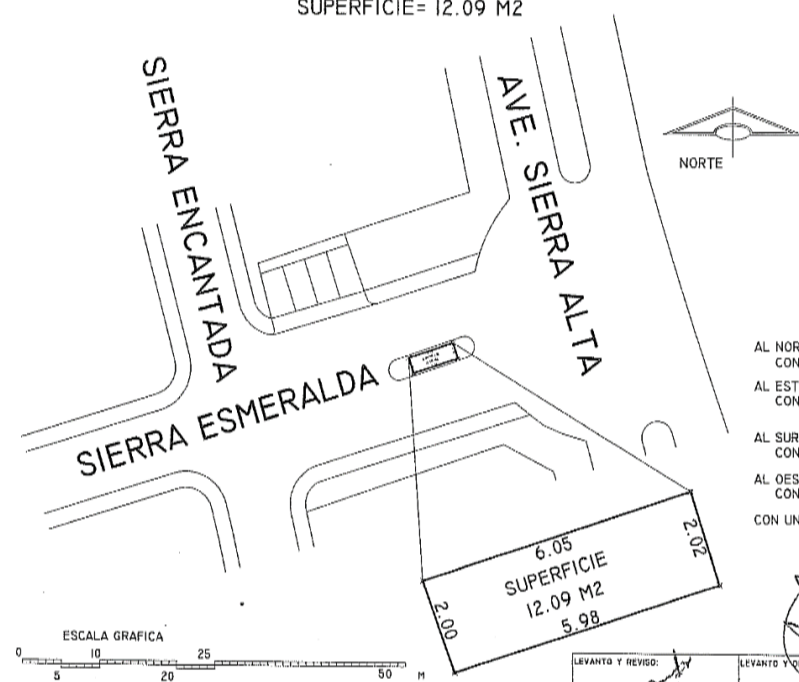 SUPERFICIE= 12.09 M2
SIERRA ENCANTADA
AVE. SIERRA ALTA
NORTE
SIERRA ESMERALDA
AL NOR
CON
AL EST
CON
AL SUR
CON
AL OES
CON
CON UN
6.05
2.02
SUPERFICIE
12.09 M2
5.98
2.00
ESCALA GRAFICA
0 10 25
5 20 50 M
LEVANTO Y REVISO:
LEVANTO Y